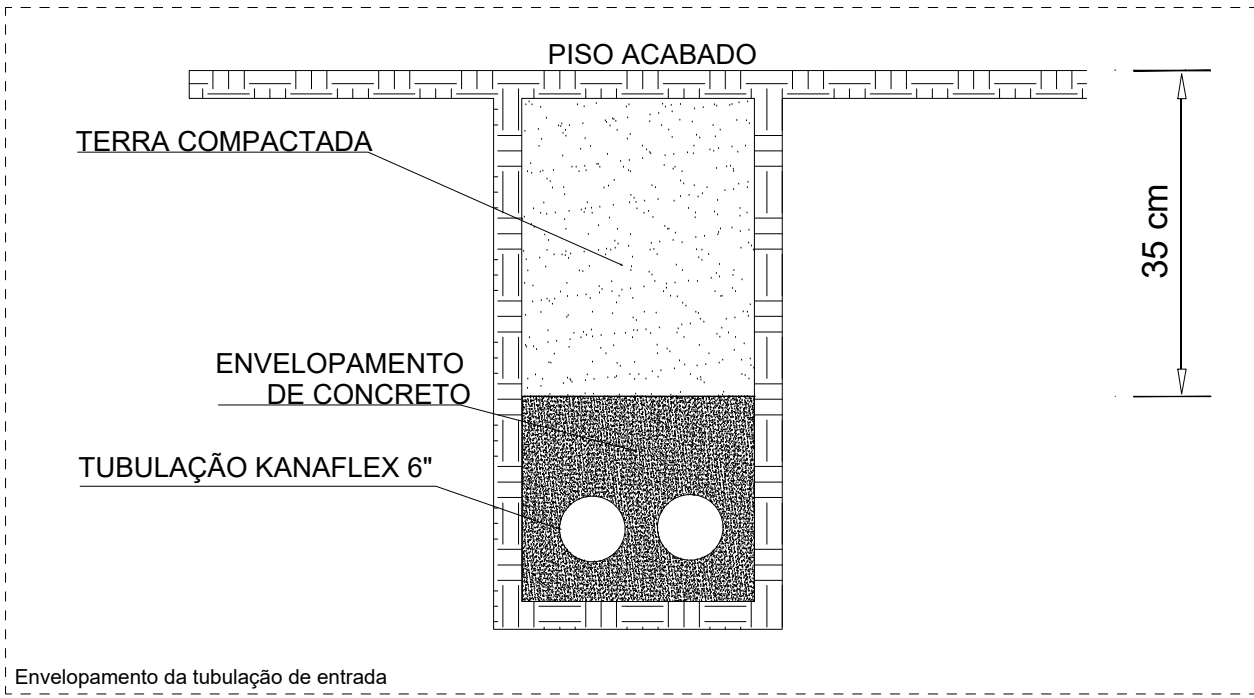 PISO ACABADO
TERRA COMPACTADA
35 cm
ENVELOPAMENTO
DE CONCRETO
TUBULAÇÃO KANAFLEX 6"
Envelopamento da tubulação de entrada